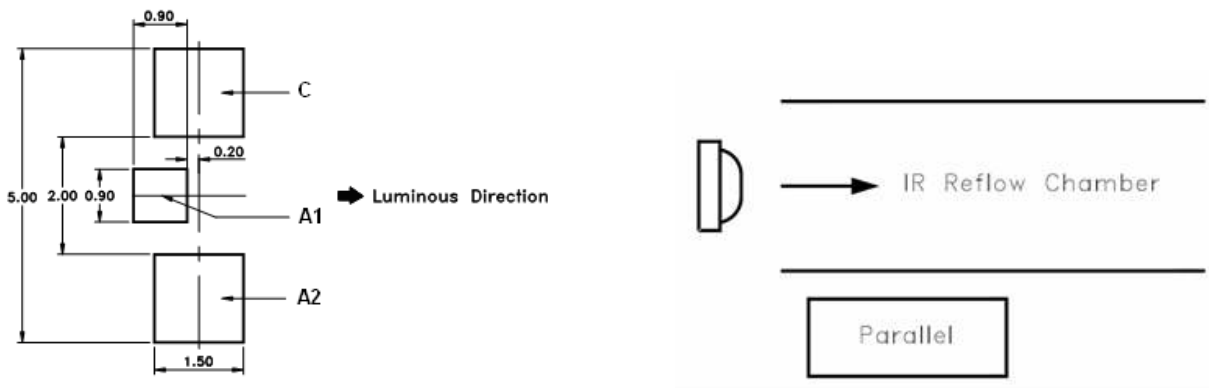 0.90
C
0.20
5.00
2.00
0.90
Luminous Direction
A1
A2
1.50
IR Reflow Chamber
Parallel